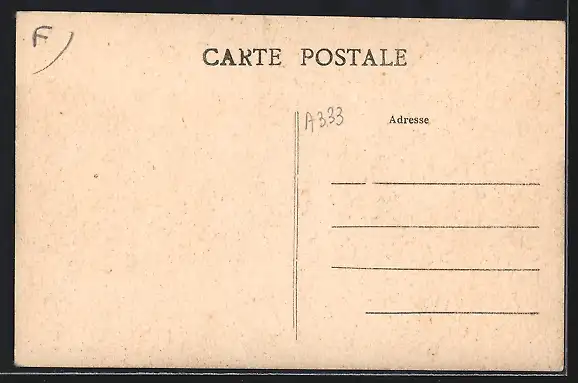 F)
CARTE POSTALE
A333
Adresse